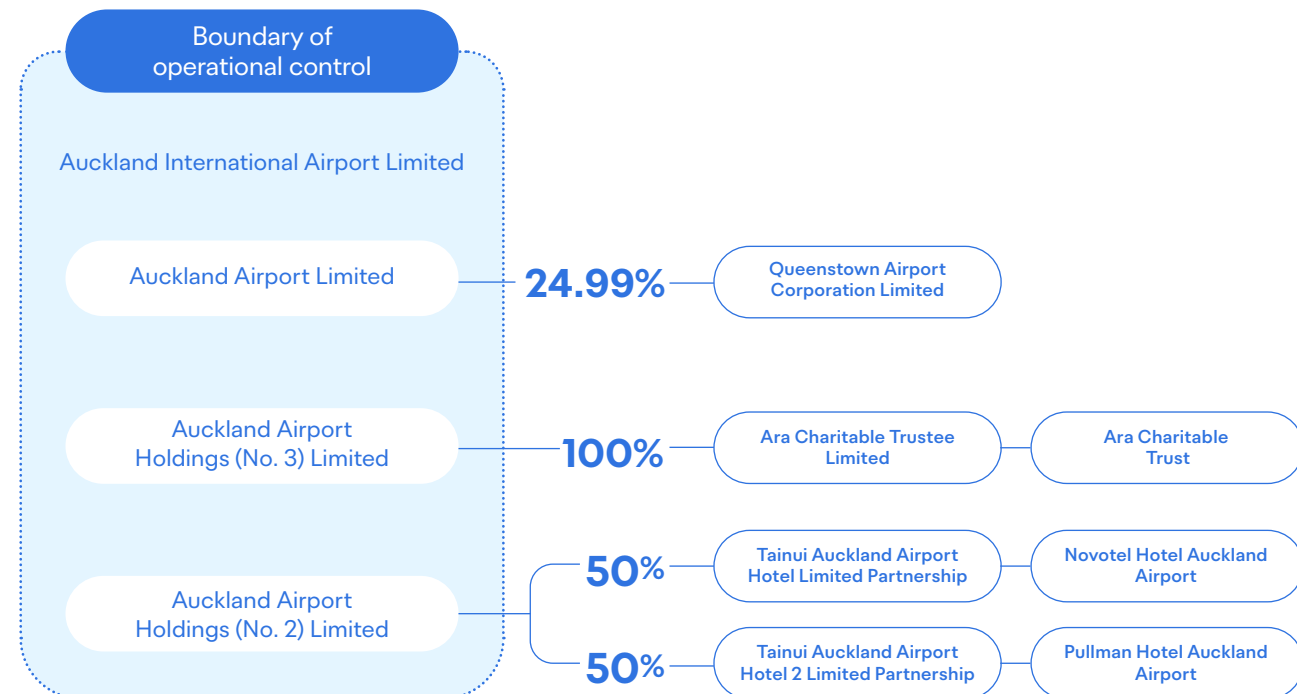 Boundary of
operational control
Auckland International Airport Limited
Auckland Airport Limited
24.99%
Queenstown Airport
Corporation Limited
Auckland Airport
Holdings (No. 3) Limited
100%
Ara Charitable Trustee
Limited
Ara Charitable
Trust
Auckland Airport
Holdings (No. 2) Limited
50%
Tainui Auckland Airport
Hotel Limited Partnership
Novotel Hotel Auckland
Airport
50%
Tainui Auckland Airport
Hotel 2 Limited Partnership
Pullman Hotel Auckland
Airport